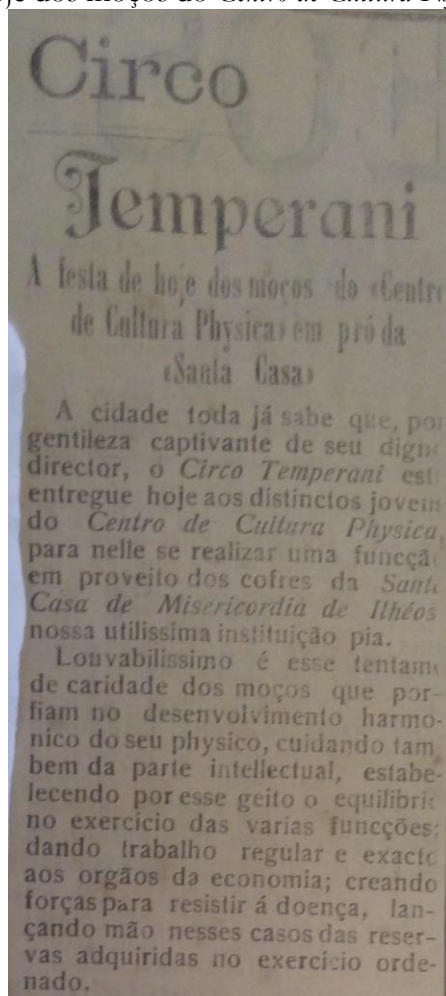 Circo
Temperani
A festa de hoje dos moços do «Centro
de Cultura Physica» em pró da
«Santa Casa»
A cidade toda já sabe que, por
gentileza captivante de seu digno
director, o Circo Temperani est
entregue hoje aos distinctos joven
do Centro de Cultura Physica,
para nelle se realizar uma funcçã
em proveito dos cofres da Santa
Casa de Misericordia de Ilhéos
nossa utilissima instituição pia.
Louvabilissimo é esse tentame
de caridade dos moços que por-
fiam no desenvolvimento harmo-
nico do seu physico, cuidando tam
bem da parte intellectual, estabe-
lecendo por esse geito o equilibrio
no exercicio das varias funcções;
dando trabalho regular e exacto
aos orgãos da economia; creando
forças para resistir á doença, lan-
çando mão nesses casos das reser-
vas adquiridas no exercicio orde-
nado.